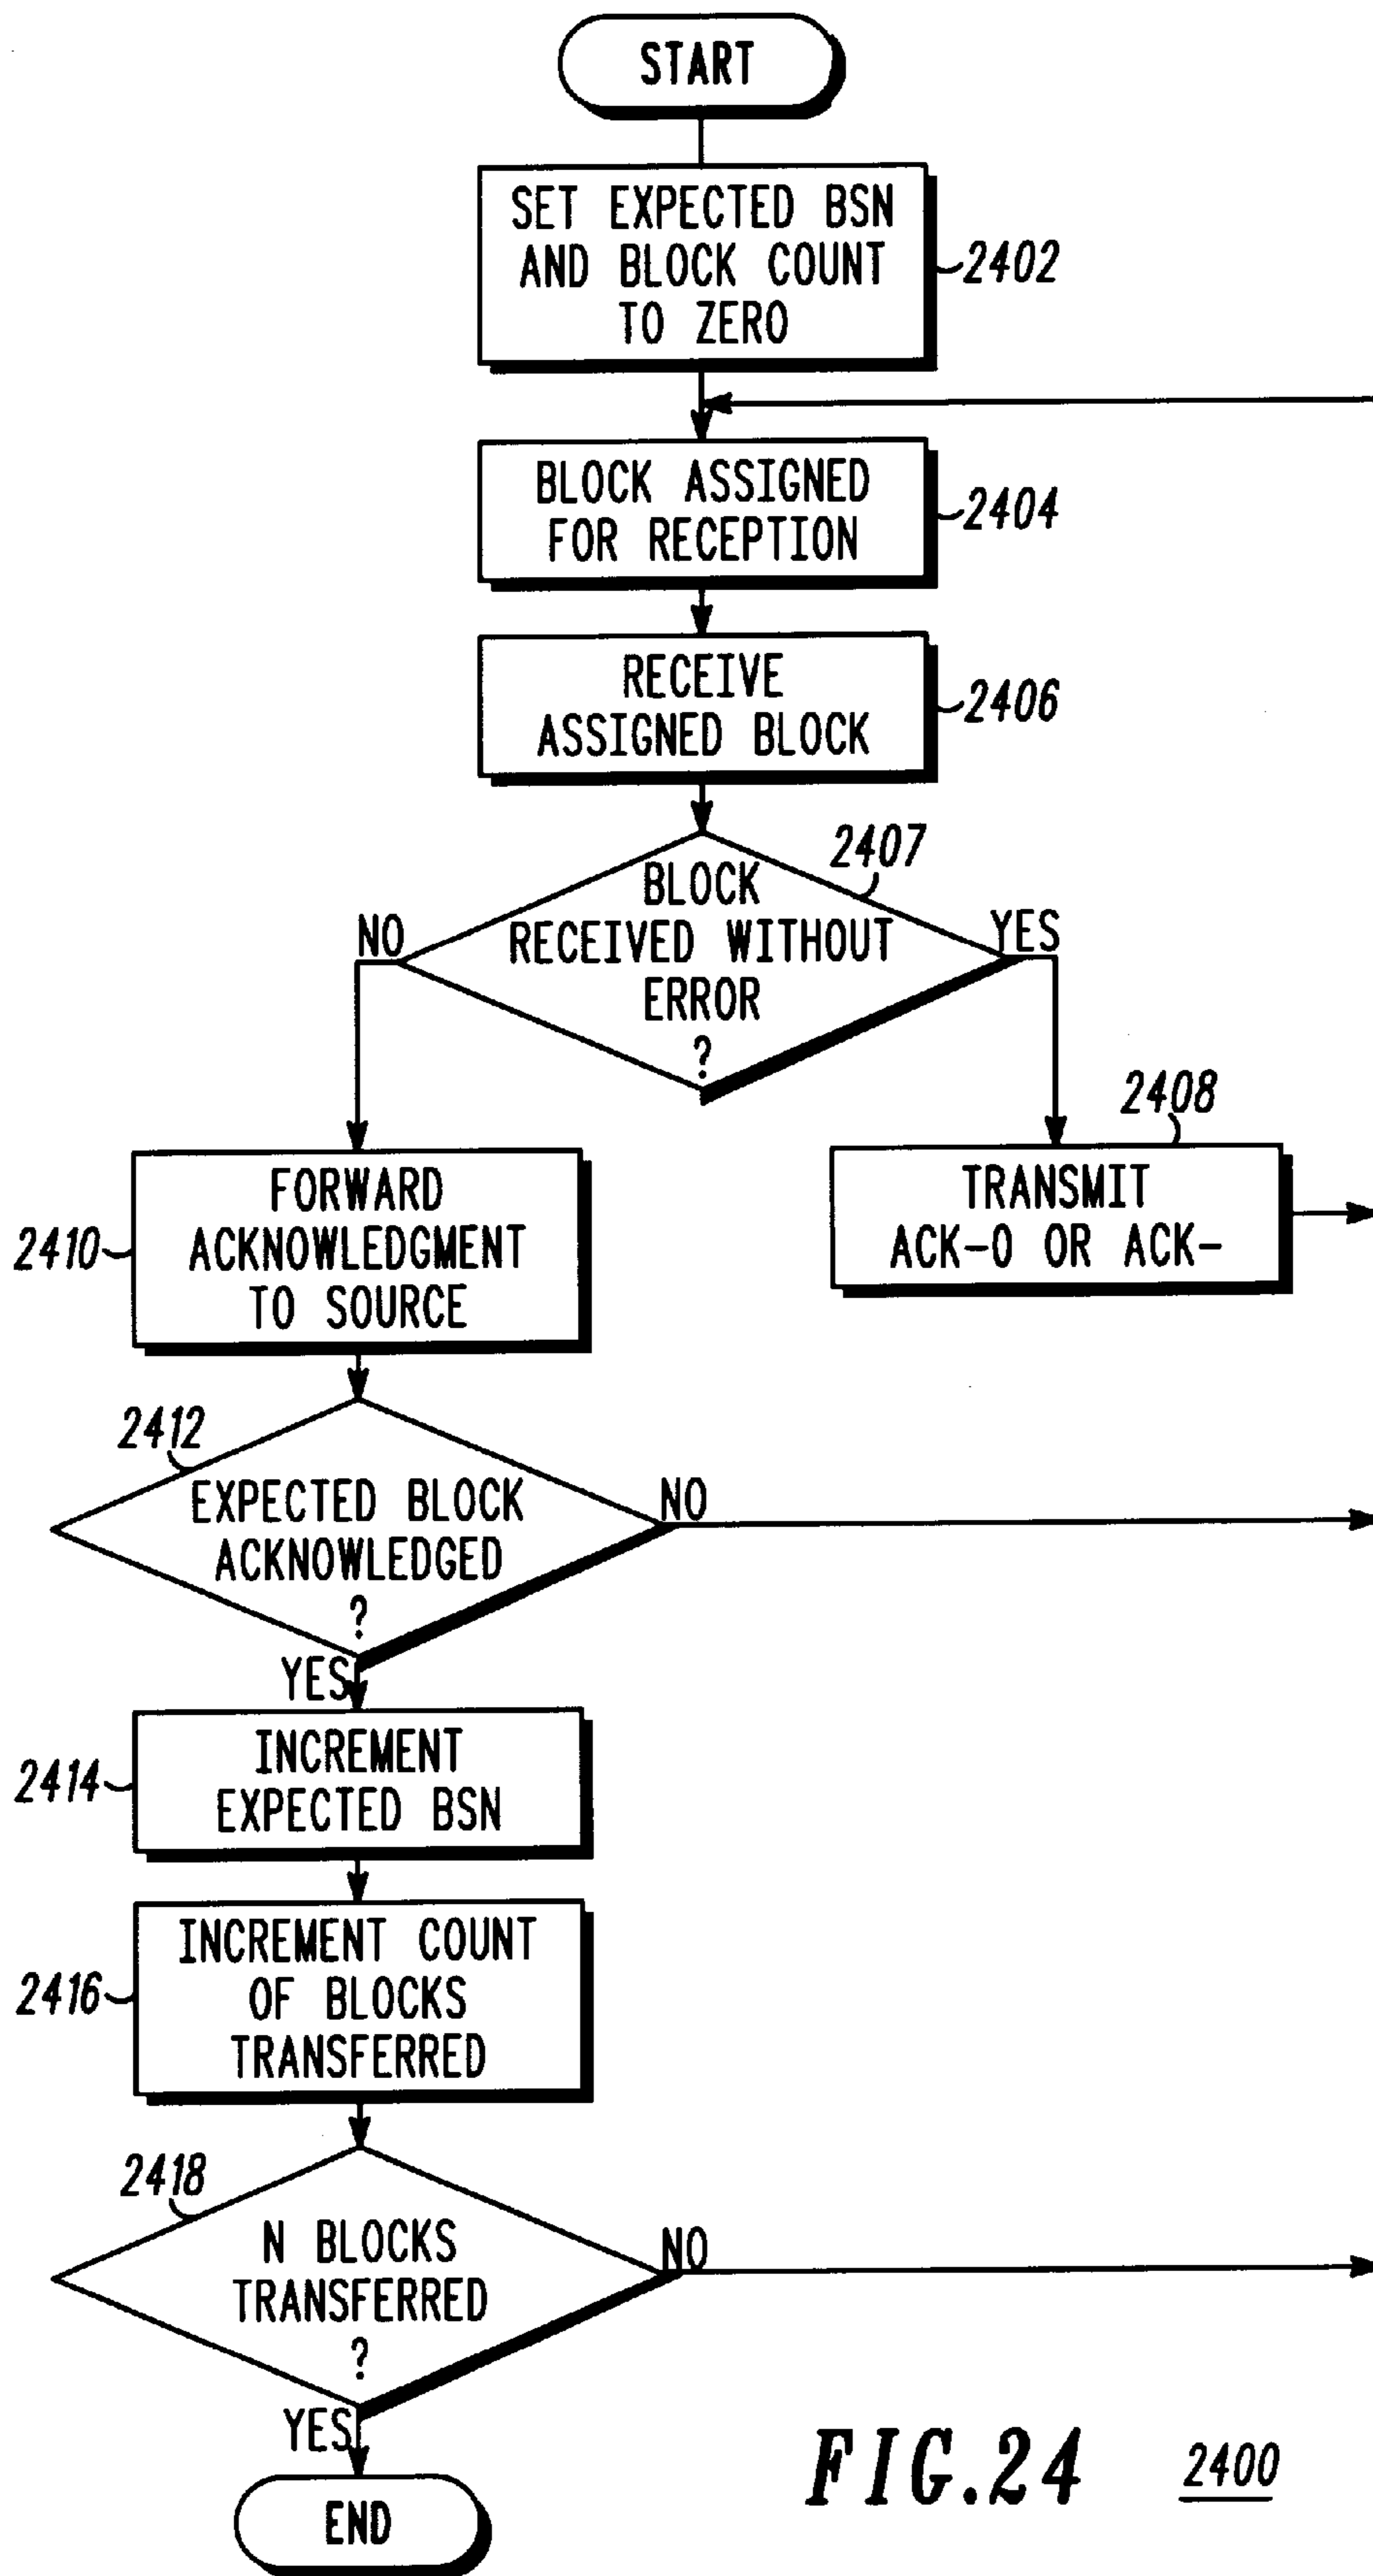 START
SET EXPECTED BSN
AND BLOCK COUNT
TO ZERO
2402
BLOCK ASSIGNED
FOR RECEPTION
2404
RECEIVE
ASSIGNED BLOCK
2406
2407
BLOCK
RECEIVED WITHOUT
ERROR
?
NO
YES
2408
TRANSMIT
ACK-0 OR ACK-
2410
FORWARD
ACKNOWLEDGMENT
TO SOURCE
2412
EXPECTED BLOCK
ACKNOWLEDGED
?
NO
YES
2414
INCREMENT
EXPECTED BSN
2416
INCREMENT COUNT
OF BLOCKS
TRANSFERRED
2418
N BLOCKS
TRANSFERRED
?
NO
YES
END
FIG.24
2400